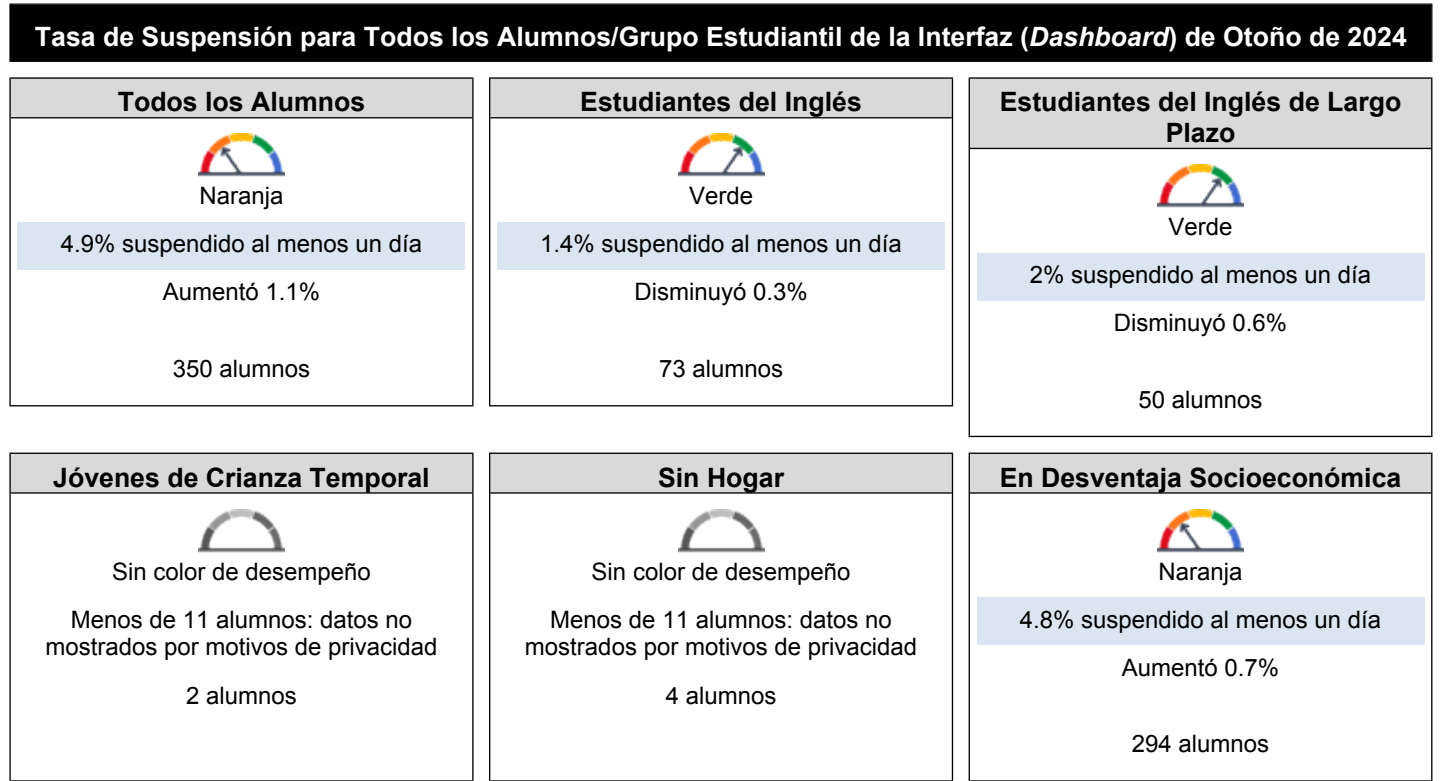 Tasa de Suspensión para Todos los Alumnos/Grupo Estudiantil de la Interfaz (Dashboard) de Otoño de 2024
Todos los Alumnos
Naranja
4.9% suspendido al menos un día
Aumentó 1.1%
350 alumnos
Estudiantes del Inglés
Verde
1.4% suspendido al menos un día
Disminuyó 0.3%
73 alumnos
Estudiantes del Inglés de Largo
Plazo
Verde
2% suspendido al menos un día
Disminuyó 0.6%
50 alumnos
Jóvenes de Crianza Temporal
Sin color de desempeño
Menos de 11 alumnos: datos no
mostrados por motivos de privacidad
2 alumnos
Sin Hogar
Sin color de desempeño
Menos de 11 alumnos: datos no
mostrados por motivos de privacidad
4 alumnos
En Desventaja Socioeconómica
Naranja
4.8% suspendido al menos un día
Aumentó 0.7%
294 alumnos